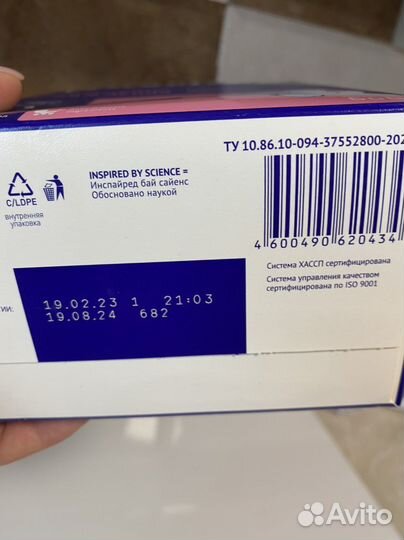 ТУ 10.86.10-094-37552800-202
INSPIRED BY SCIENCE =
Инспайред бай сайенс
Обосновано наукой
C/LDPE
внутренняя
упаковка
4 600490 620434
Система ХАССП сертифицирована
Система управления качеством
сертифицирована по ISO 9001
ии:
19.02.23 1 21:03
19.08.24 682
Avito